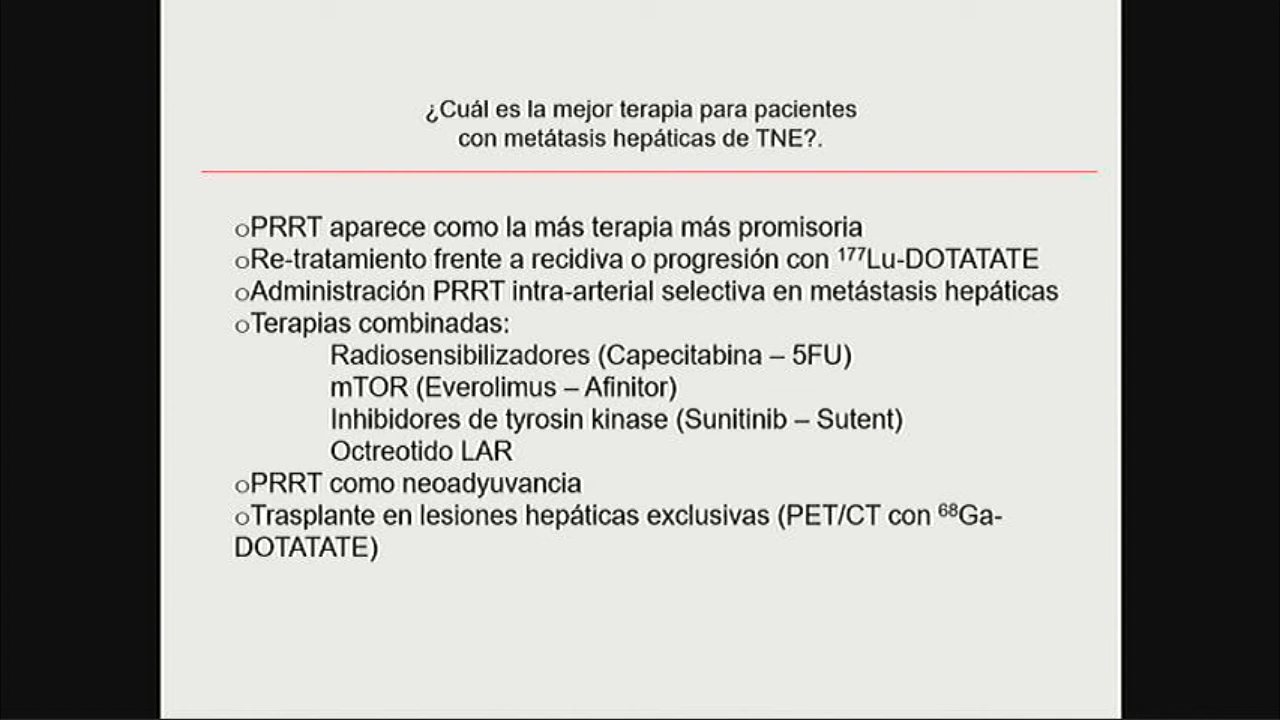 ¿Cuál es la mejor terapia para pacientes
con metátasis hepáticas de TNE?.
oPRRT aparece como la más terapia más promisoria
oRe-tratamiento frente a recidiva o progresión con ¹⁷⁷Lu-DOTATATE
oAdministración PRRT intra-arterial selectiva en metástasis hepáticas
oTerapias combinadas:
Radiosensibilizadores (Capecitabina – 5FU)
mTOR (Everolimus – Afinitor)
Inhibidores de tyrosin kinase (Sunitinib – Sutent)
Octreotido LAR
oPRRT como neoadyuvancia
oTrasplante en lesiones hepáticas exclusivas (PET/CT con ⁶⁸Ga-
DOTATATE)